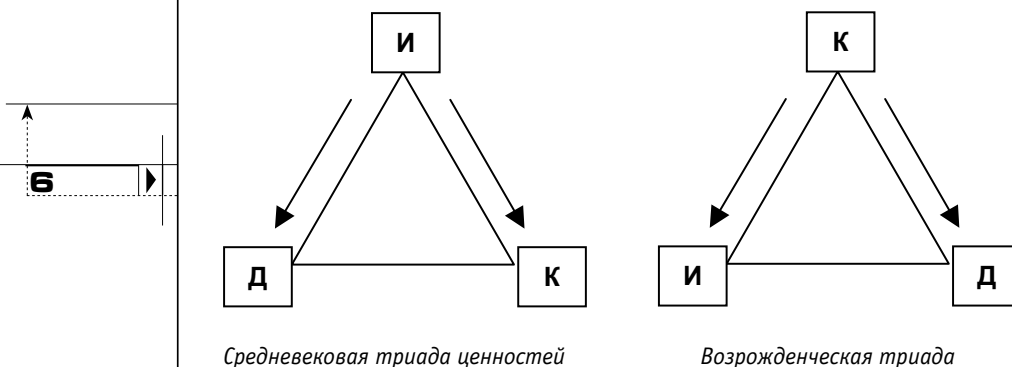 И
К
6
Д
К
И
Д
Средневековая триада ценностей
Возрожденческая триада